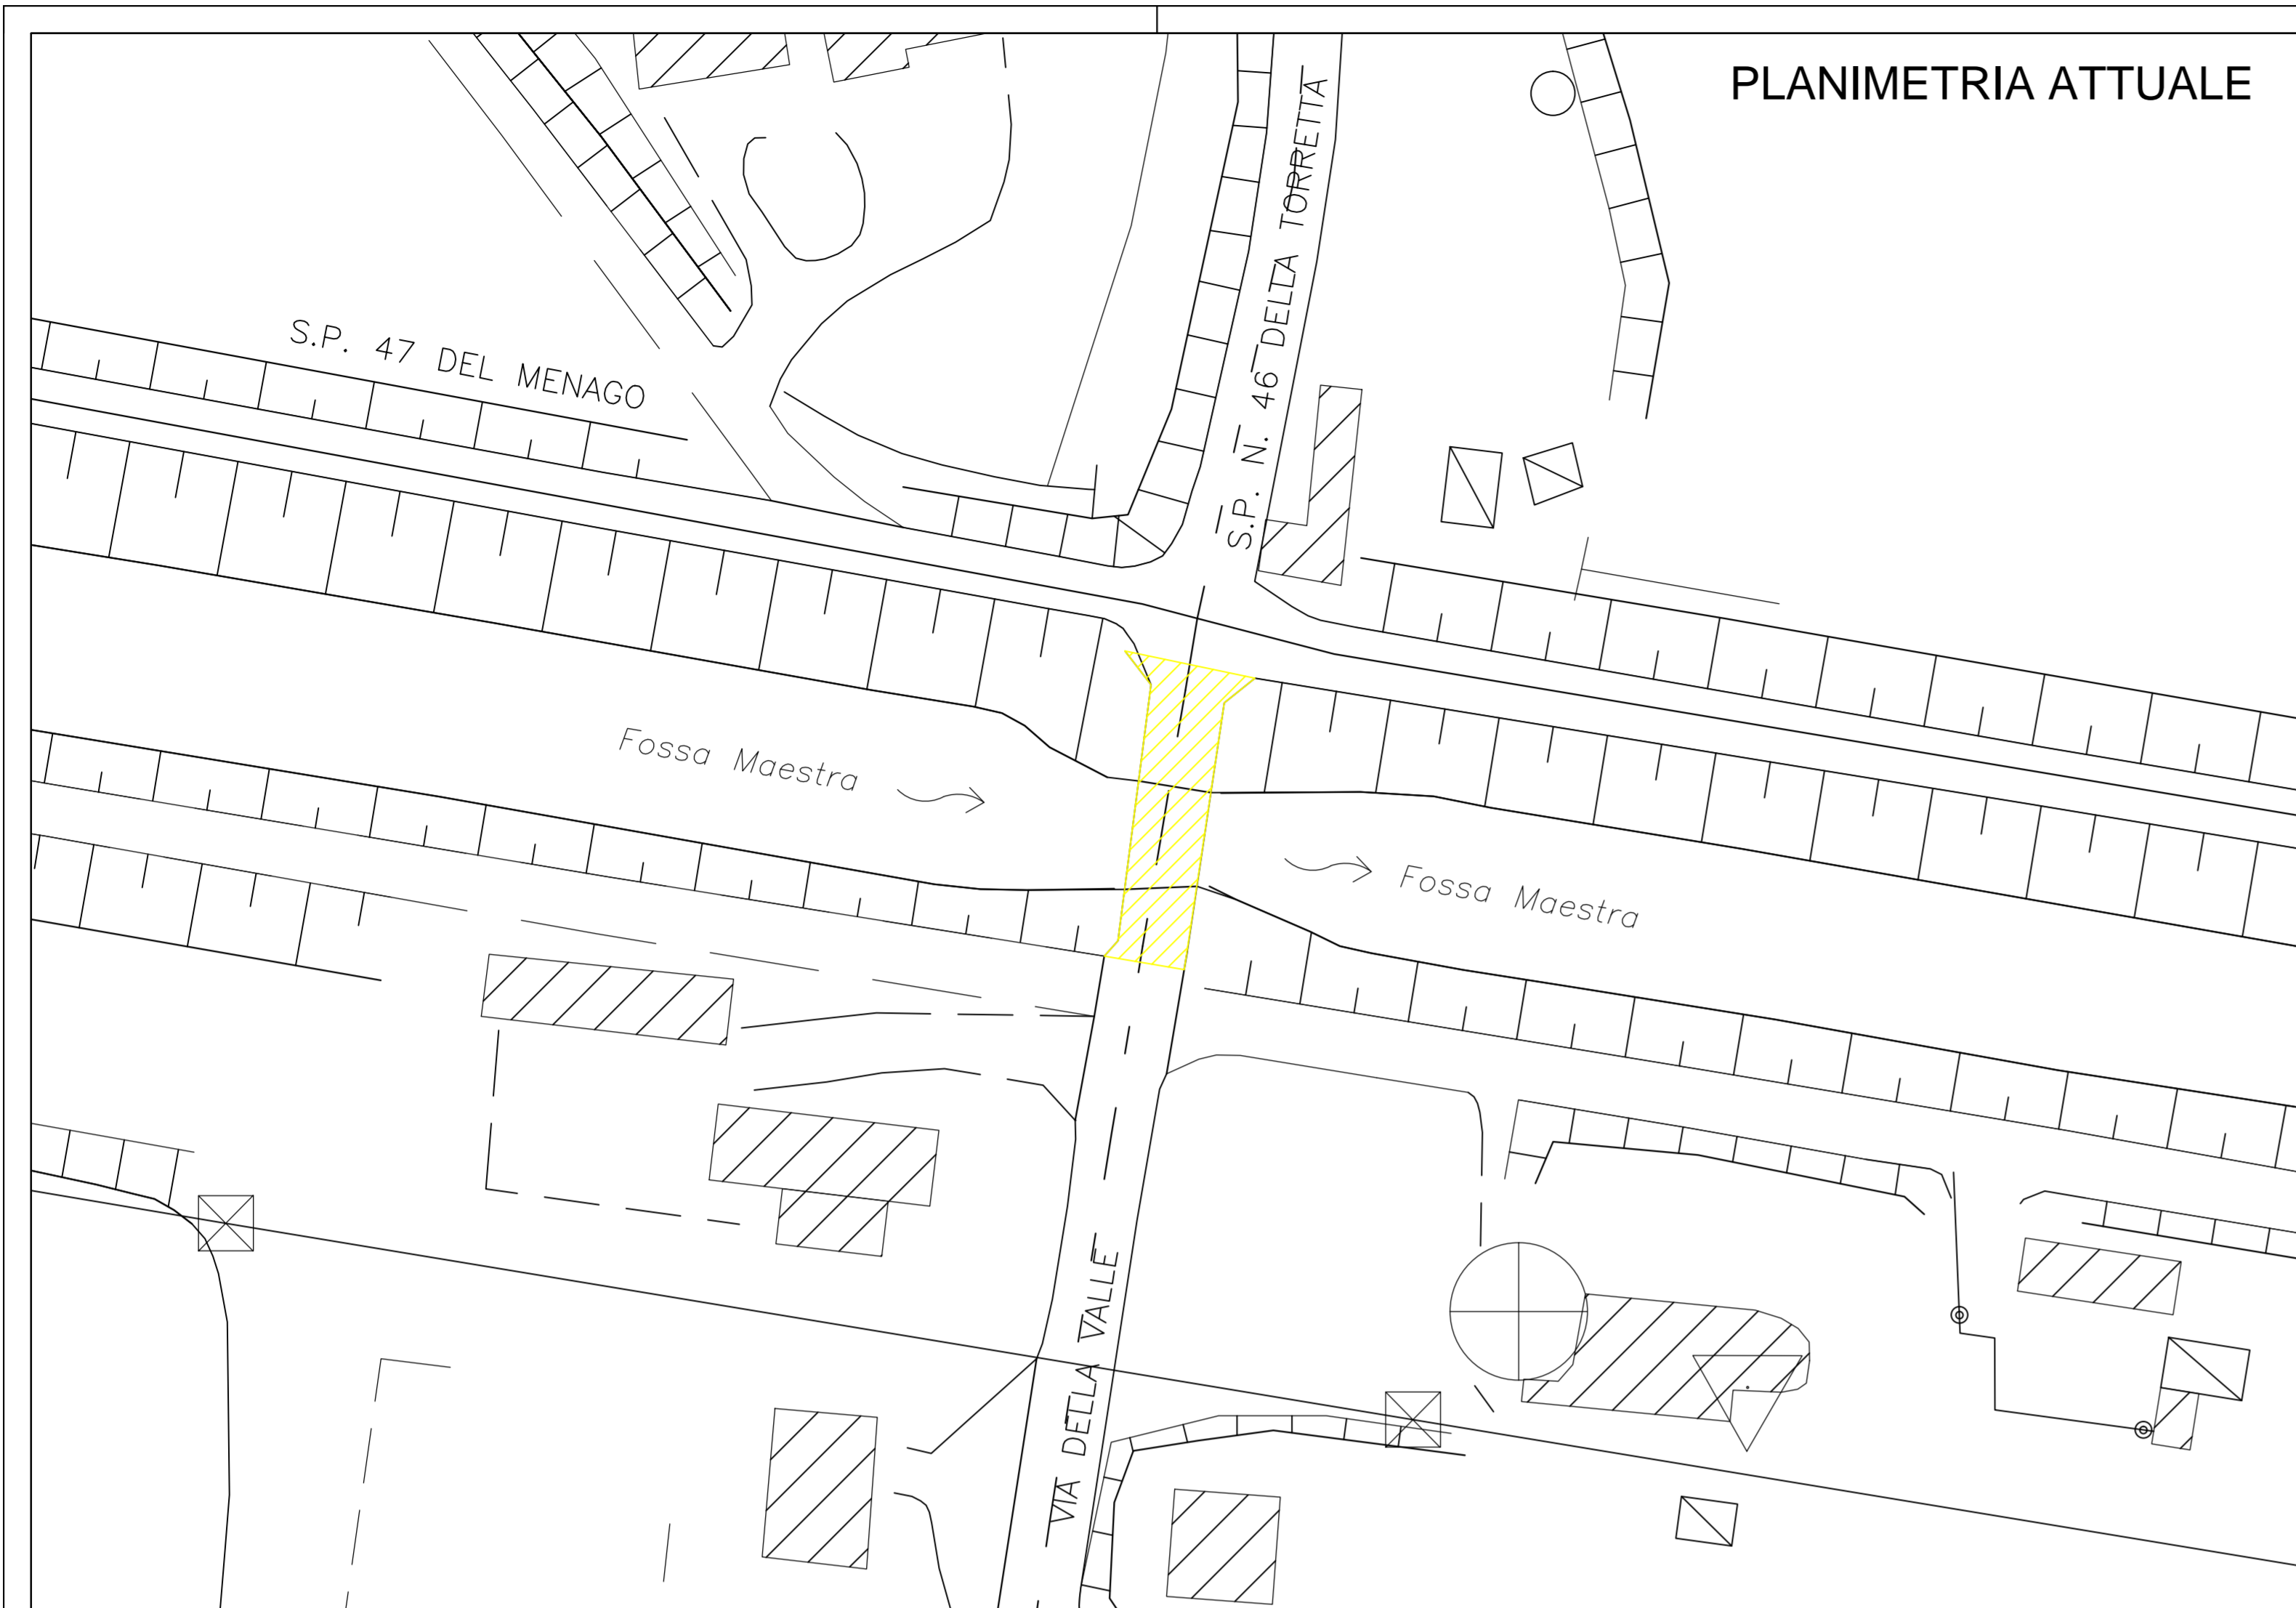 PLANIMETRIA ATTUALE
S.P. N. 46 DELLA TORRETTA
S.P. 47 DEL MENAGO
Fossa Maestra
Fossa Maestra
VIA DELLA VALLE